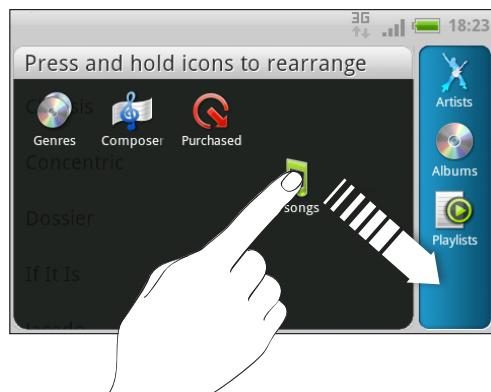 3G
18:23
Press and hold icons to rearrange
Artists
Genres
Composer
Purchased
Concentric
Albums
songs
Dossier
Playlists
If It Is